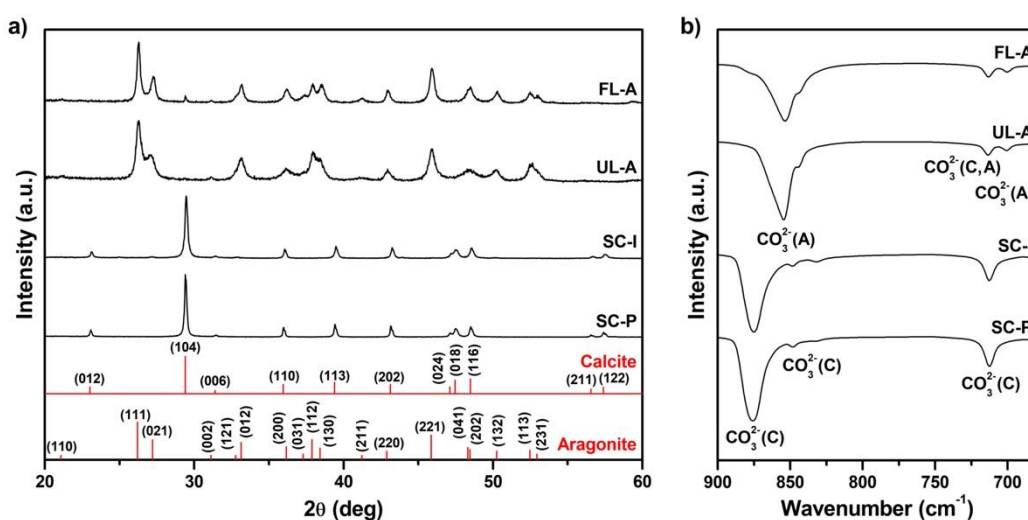 a)
Intensity (a.u.)
FL-A
UL-A
SC-I
SC-P
(104)
Calcite
(012)
(006)
(110)
(113)
(202)
(024)
(018)
(116)
(211)
(122)
(111)
(021)
(002)
(121)
(012)
(200)
(031)
(112)
(130)
(211)
(220)
(221)
(041)
(202)
(132)
(113)
(231)
(110)
Aragonite
20 30 40 50 60
2θ (deg)
b)
Intensity (a.u.)
FL-A
UL-A
CO₃²⁻(C, A)
CO₃²⁻(A
CO₃²⁻(A)
SC-
SC-P
CO₃²⁻(C)
CO₃²⁻(C)
CO₃²⁻(C)
900 850 800 750 700
Wavenumber (cm⁻¹)